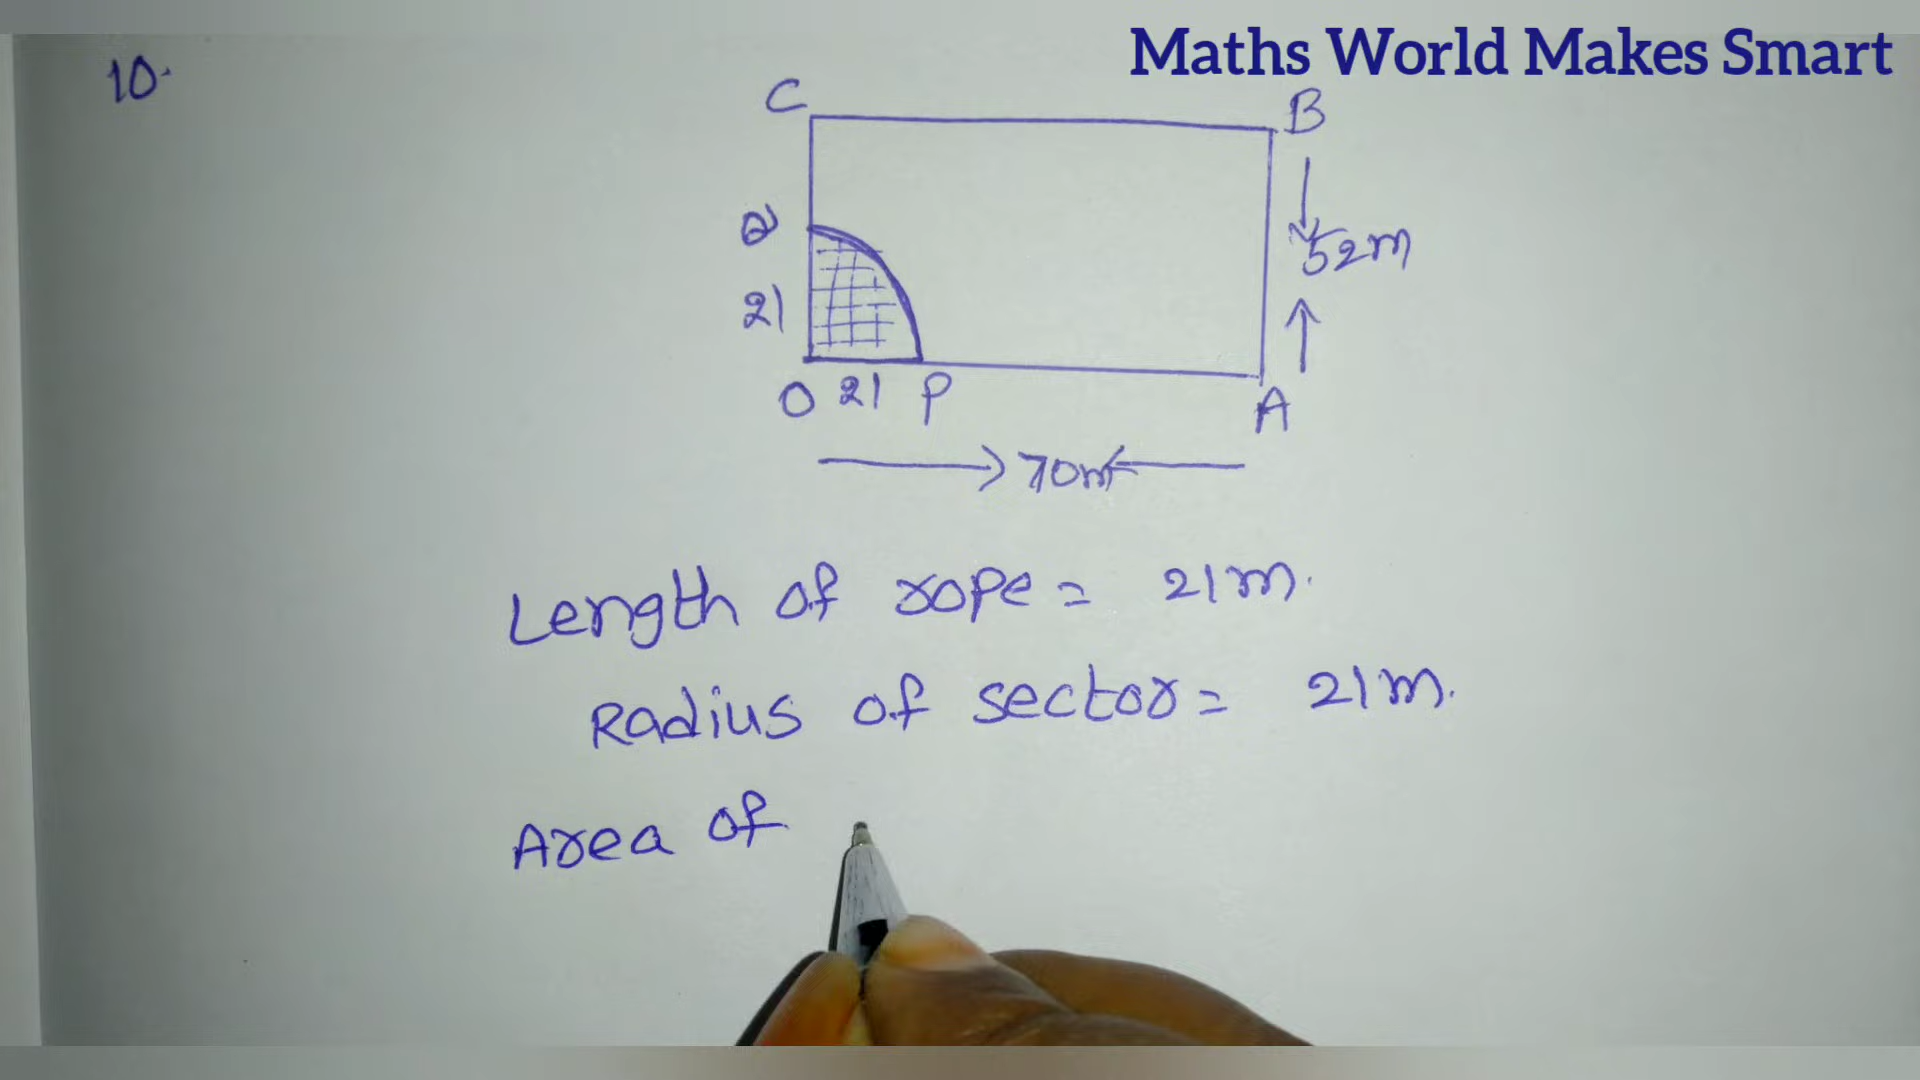 Maths World Makes Smart
10.
C
B
Q
52m
21
O 21 P
A
70m
Length of rope = 21m.
Radius of sector = 21m.
Area of